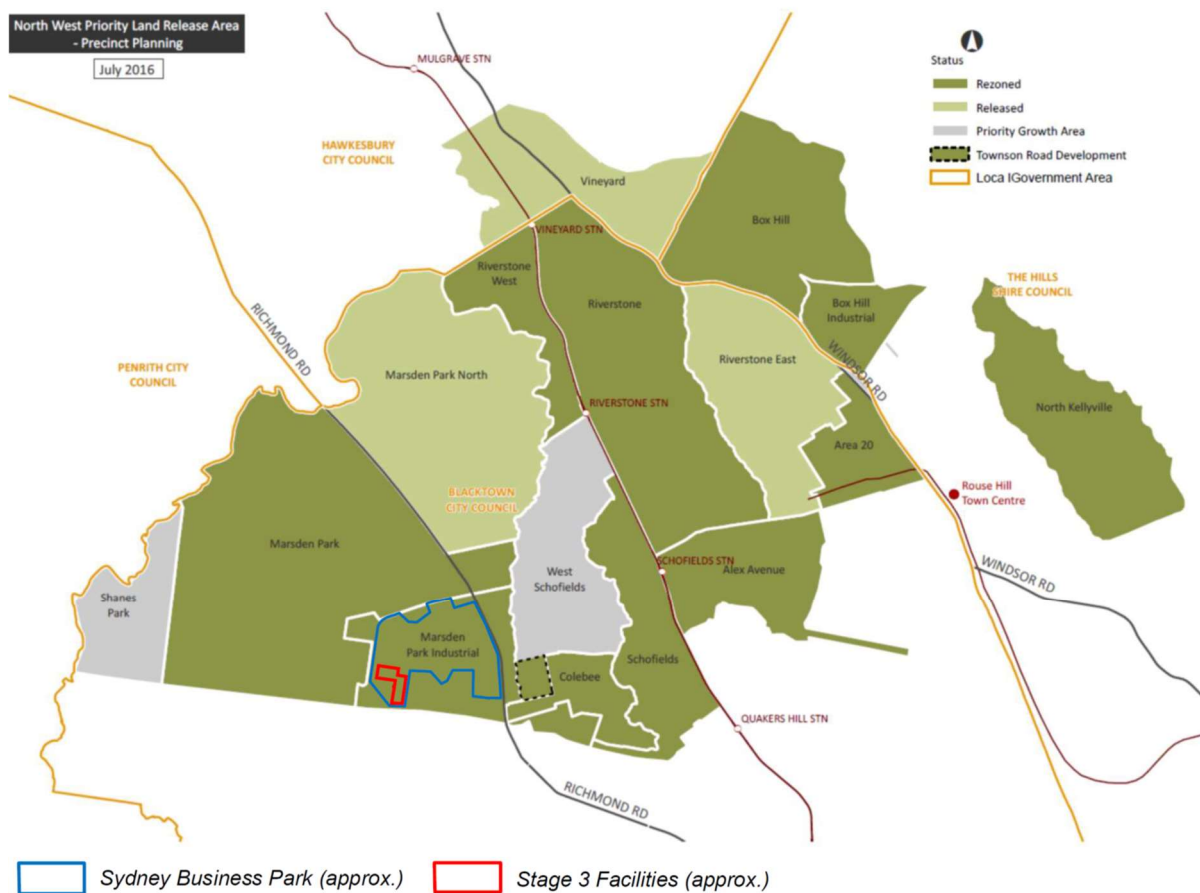 North West Priority Land Release Area
- Precinct Planning
July 2016
Status
Rezoned
Released
Priority Growth Area
Townson Road Development
Loca lGovernment Area
MULGRAVE STN
HAWKESBURY
CITY COUNCIL
Vineyard
Box Hill
VINEYARD STN
Riverstone
West
Riverstone
THE HILLS
SHIRE COUNCIL
Box Hill
Industrial
RICHMOND RD
WINDSOR RD
Riverstone East
PENRITH CITY
COUNCIL
Marsden Park North
RIVERSTONE STN
North Kellyville
Area 20
Rouse Hill
Town Centre
BLACKTOWN
CITY COUNCIL
Marsden Park
SCHOFIELDS STN
Alex Avenue
WINDSOR RD
West
Schofields
Shanes
Park
Marsden
Park Industrial
Schofields
Colebee
QUAKERS HILL STN
RICHMOND RD
Sydney Business Park (approx.)
Stage 3 Facilities (approx.)